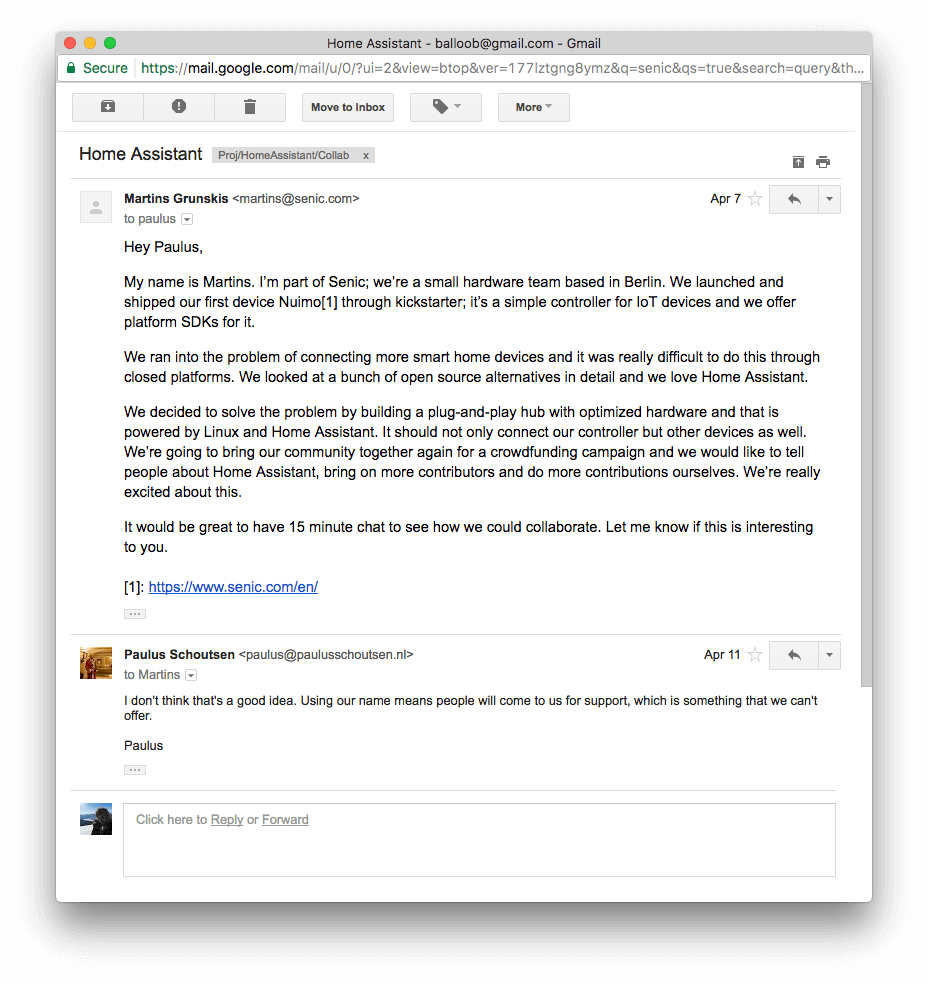 Home Assistant - balloob@gmail.com - Gmail
Secure https://mail.google.com/mail/u/0/?ui=2&view=btop&ver=177lztgng8ymz&q=senic&qs=true&search=query&th...
Move to Inbox More
Home Assistant Proj/HomeAssistant/Collab x
Martins Grunskis <martins@senic.com> Apr 7
to paulus
Hey Paulus,
My name is Martins. I'm part of Senic; we're a small hardware team based in Berlin. We launched and
shipped our first device Nuimo[1] through kickstarter; it's a simple controller for IoT devices and we offer
platform SDKs for it.
We ran into the problem of connecting more smart home devices and it was really difficult to do this through
closed platforms. We looked at a bunch of open source alternatives in detail and we love Home Assistant.
We decided to solve the problem by building a plug-and-play hub with optimized hardware and that is
powered by Linux and Home Assistant. It should not only connect our controller but other devices as well.
We're going to bring our community together again for a crowdfunding campaign and we would like to tell
people about Home Assistant, bring on more contributors and do more contributions ourselves. We're really
excited about this.
It would be great to have 15 minute chat to see how we could collaborate. Let me know if this is interesting
to you.
[1]: https://www.senic.com/en/
Paulus Schoutsen <paulus@paulusschoutsen.nl> Apr 11
to Martins
I don't think that's a good idea. Using our name means people will come to us for support, which is something that we can't
offer.
Paulus
Click here to Reply or Forward